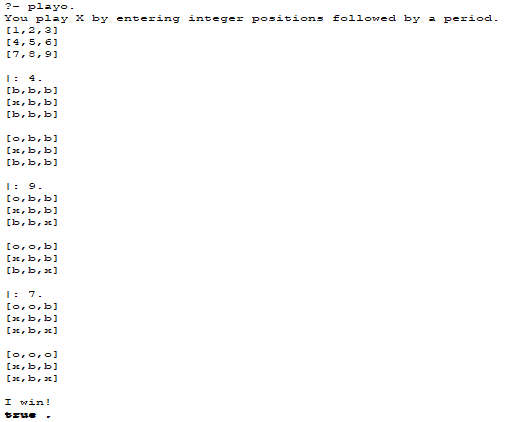 ?- playo.
You play X by entering integer positions followed by a period.
[1,2,3]
[4,5,6]
[7,8,9]
|: 4.
[b,b,b]
[x,b,b]
[b,b,b]
[o,b,b]
[x,b,b]
[b,b,b]
|: 9.
[o,b,b]
[x,b,b]
[b,b,x]
[o,o,b]
[x,b,b]
[b,b,x]
|: 7.
[o,o,b]
[x,b,b]
[x,b,x]
[o,o,o]
[x,b,b]
[x,b,x]
I win!
true .